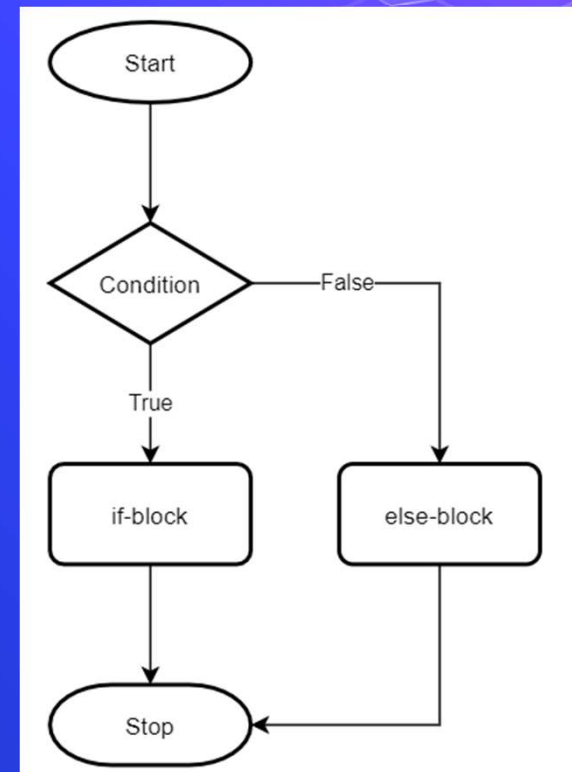 Start
Condition
False
True
if-block
else-block
Stop